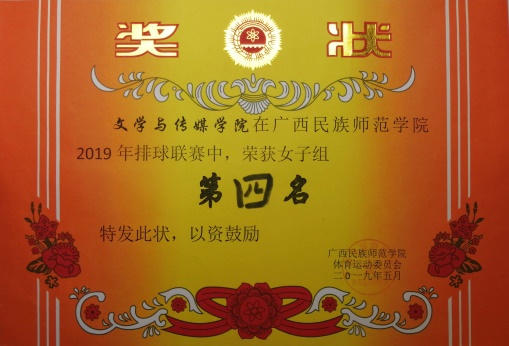 奖 状
文学与传媒学院在广西民族师范学院
2019年排球联赛中，荣获女子组
第四名
特发此状，以资鼓励
广西民族师范学院
体育运动委员会
二〇一九年五月